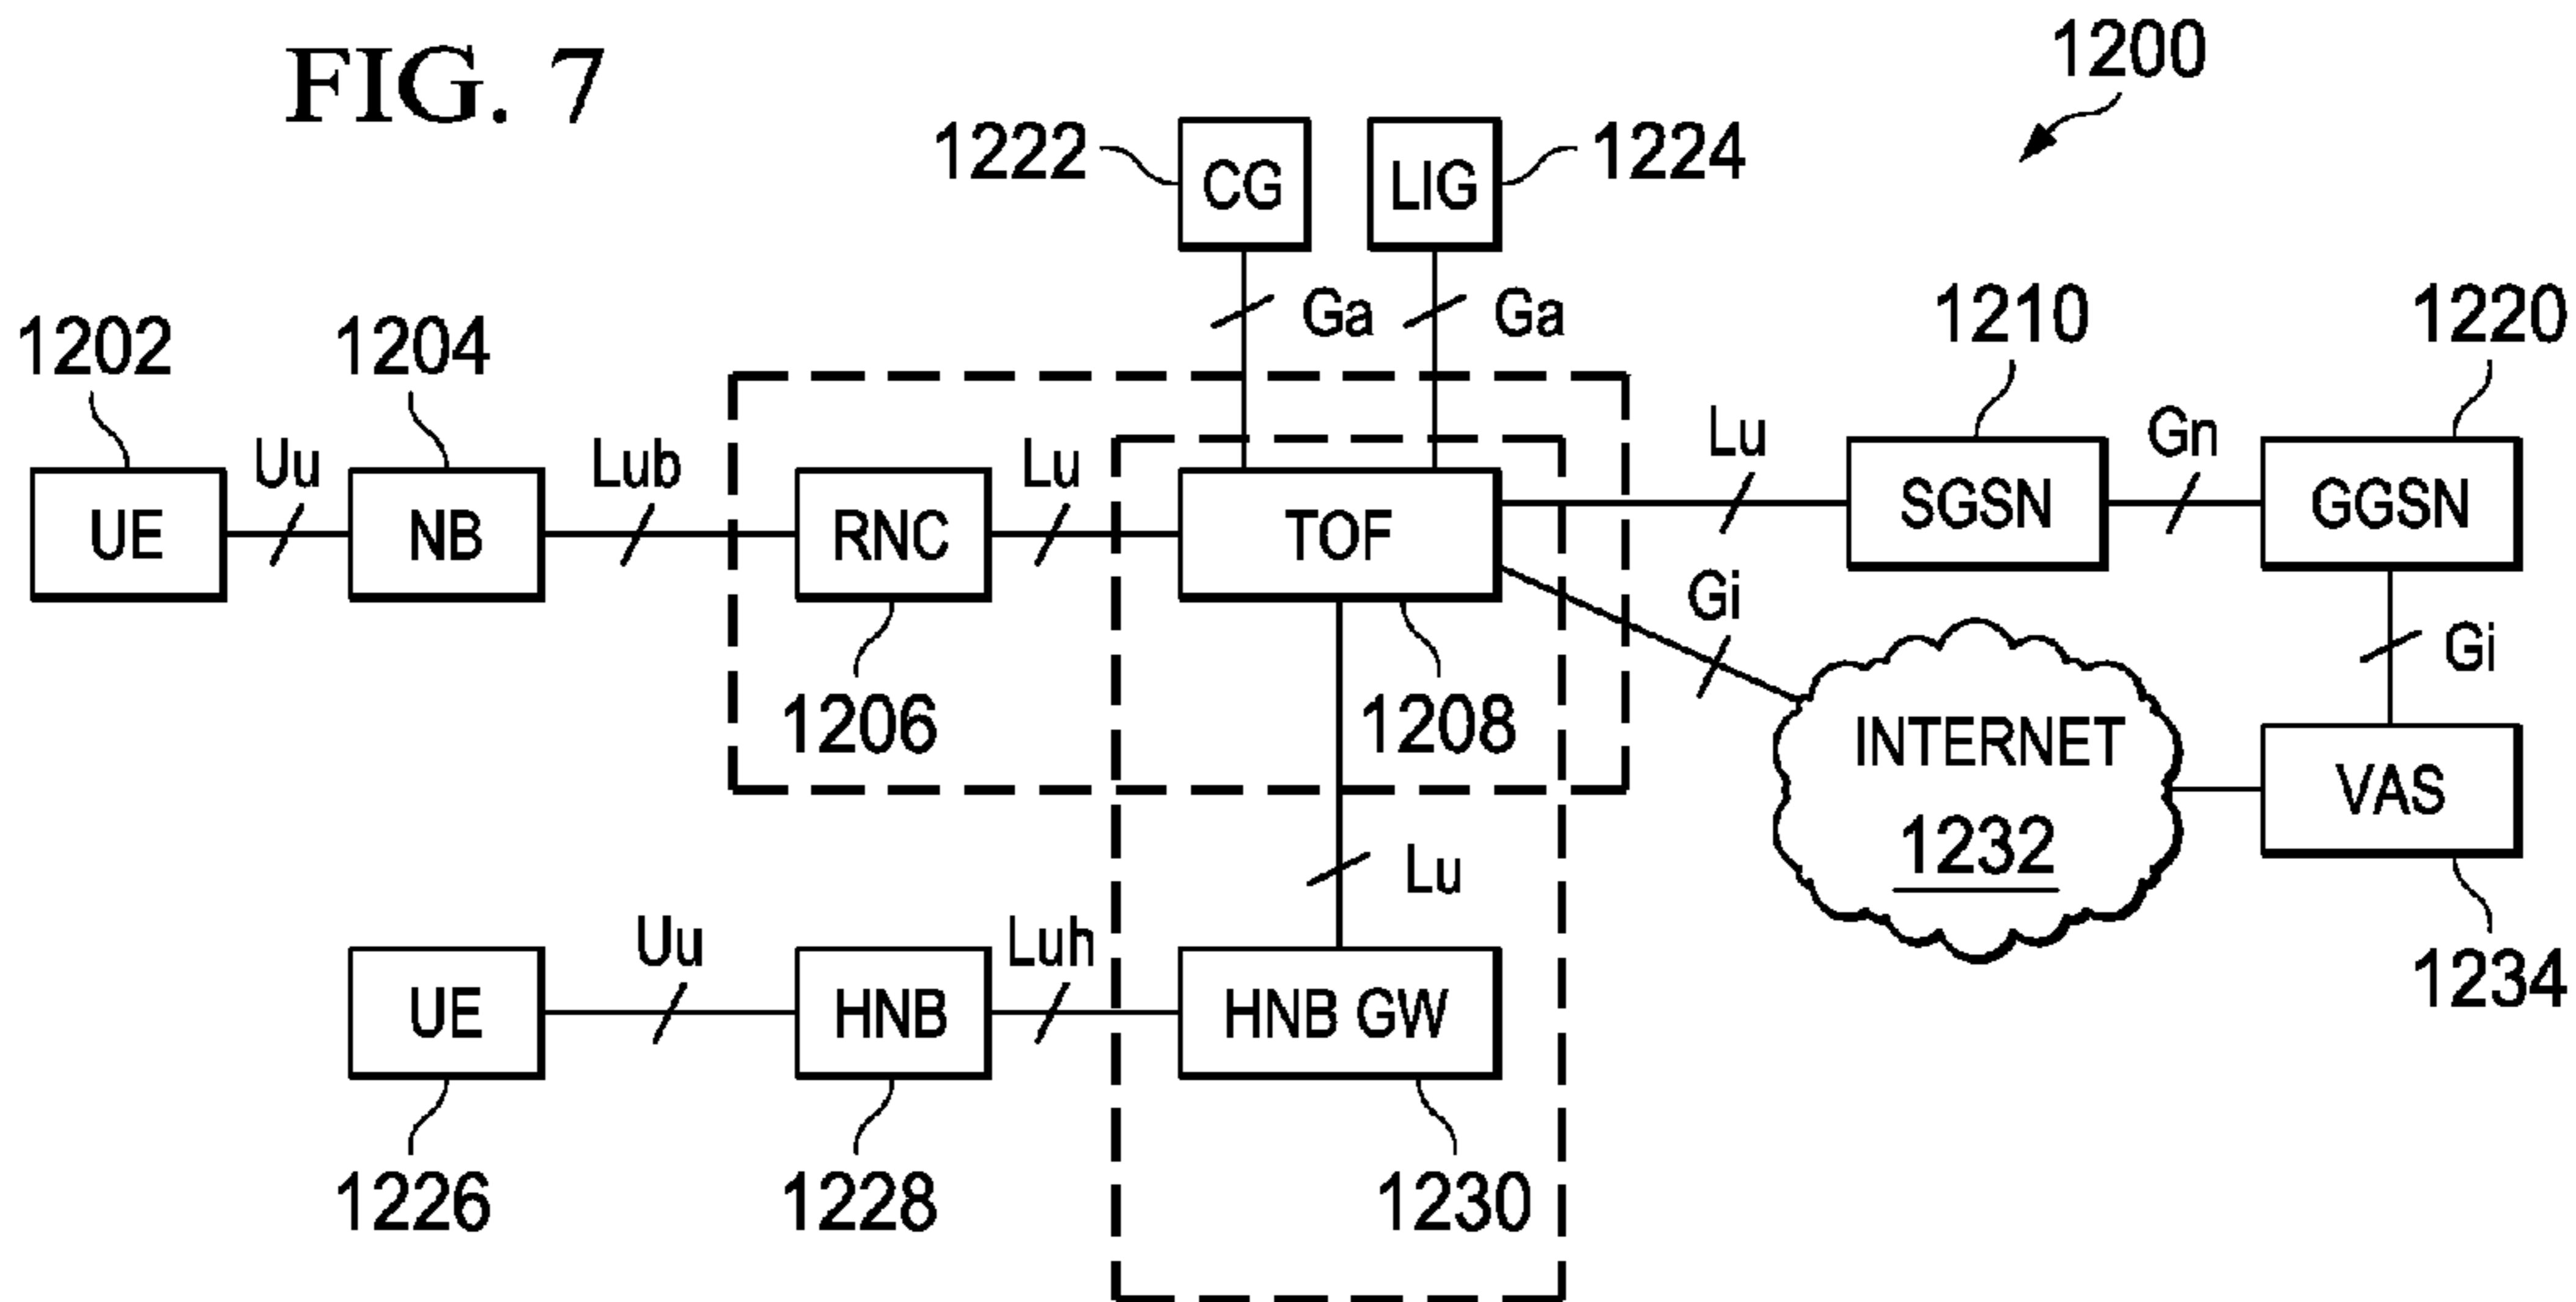 FIG. 7
1200
1222
CG
LIG
1224
Ga
Ga
1202
1204
1210
1220
UE
Uu
NB
Lub
RNC
Lu
TOF
Lu
SGSN
Gn
GGSN
1206
1208
Gi
Gi
INTERNET
1232
VAS
1234
Lu
UE
Uu
HNB
Luh
HNB GW
1226
1228
1230